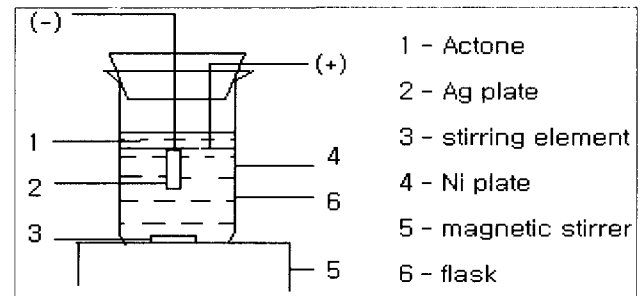 (-)
(+)
1
2
3
4
6
5
1 - Actone
2 - Ag plate
3 - stirring element
4 - Ni plate
5 - magnetic stirrer
6 - flask